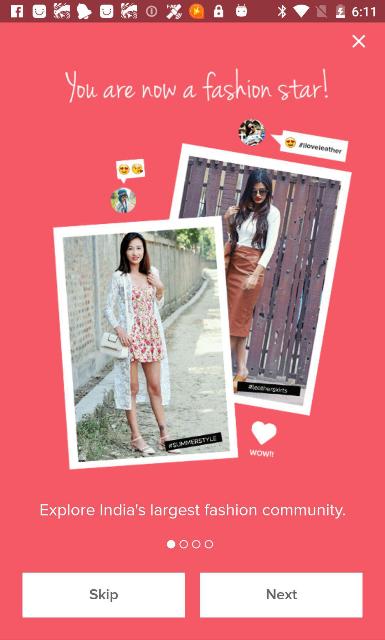 6:11
You are now a fashion star!
#iloveleather
#leatherskirts
#SUMMERSTYLE
WOW!!
Explore India's largest fashion community.
Skip
Next